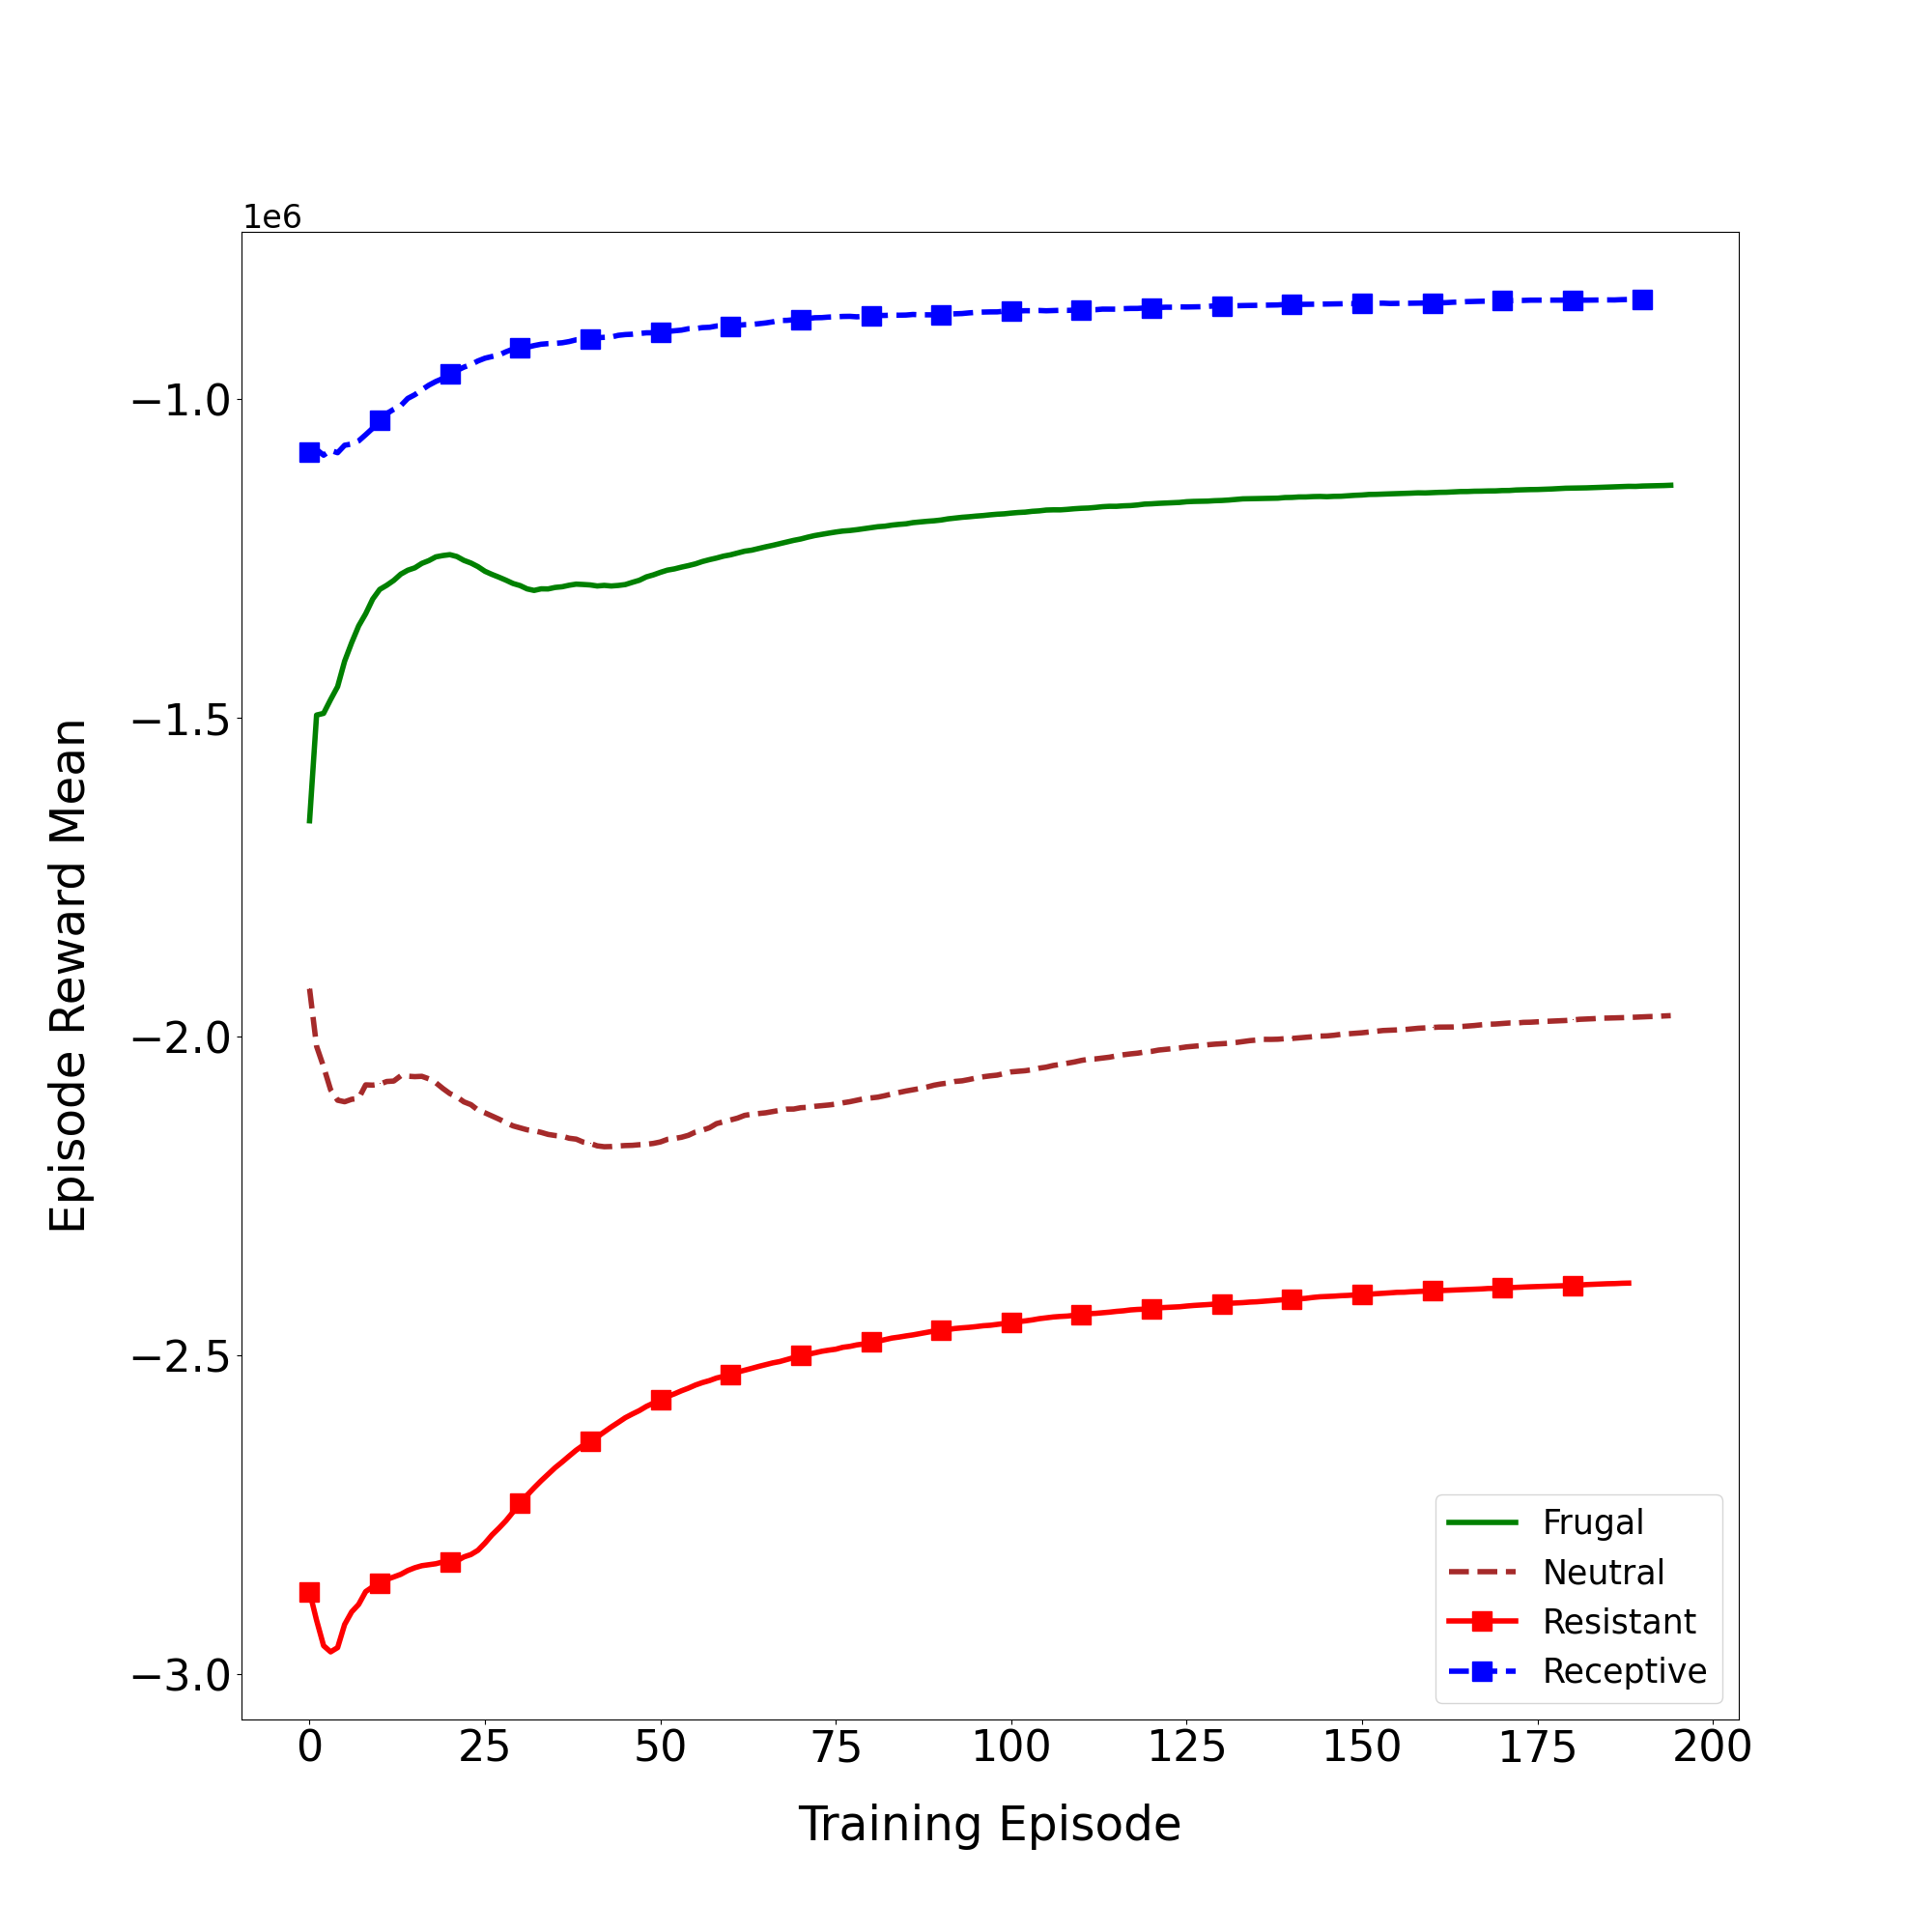 1e6
−1.0
−1.5
−2.0
−2.5
−3.0
Episode Reward Mean
0 25 50 75 100 125 150 175 200
Training Episode
Frugal
Neutral
Resistant
Receptive